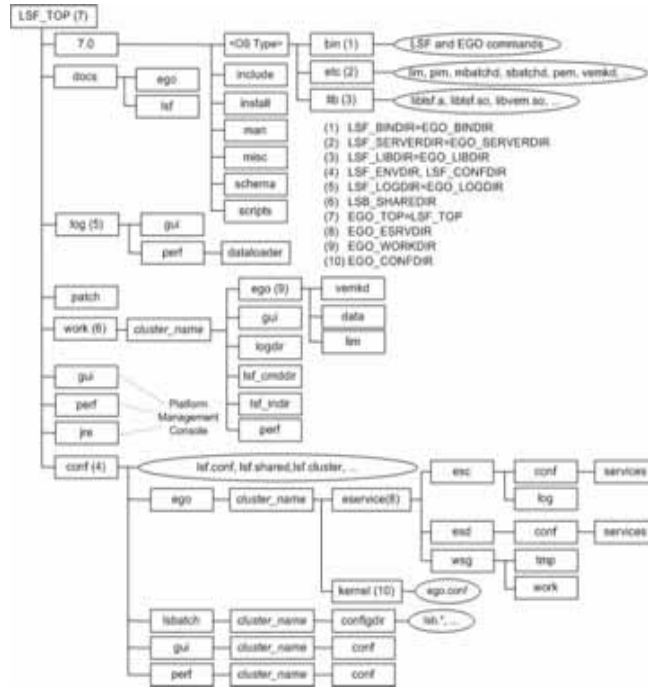 LSF_TOP (7)
7.0
<OS Type>
bin (1)
LSF and EGO commands
include
etc (2)
lim, pim, mbatchd, sbatchd, pem, vemkd, ...
docs
ego
lsf
install
lib (3)
liblsf.a, liblsf.so, libvem.so, ...
man
misc
schema
scripts
(1) LSF_BINDIR=EGO_BINDIR
(2) LSF_SERVERDIR=EGO_SERVERDIR
(3) LSF_LIBDIR=EGO_LIBDIR
(4) LSF_ENVDIR, LSF_CONFDIR
(5) LSF_LOGDIR=EGO_LOGDIR
(6) LSB_SHAREDIR
(7) EGO_TOP=LSF_TOP
(8) EGO_ESRVDIR
(9) EGO_WORKDIR
(10) EGO_CONFDIR
log (5)
gui
perf
dataloader
patch
work (6)
cluster_name
ego (9)
vemkd
gui
data
logdir
lim
lsf_cmddir
lsf_indir
perf
gui
perf
jre
Platform
Management
Console
conf (4)
lsf.conf, lsf.shared,lsf.cluster, ...
ego
cluster_name
eservice(8)
esc
conf
services
log
esd
conf
services
wsg
tmp
work
kernel (10)
ego.conf
lsbatch
cluster_name
configdir
lsb.*, ...
gui
cluster_name
conf
perf
cluster_name
conf